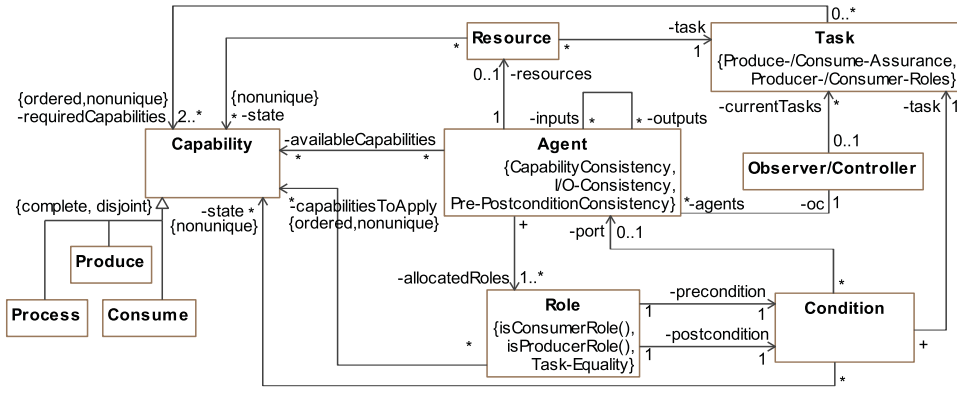 0..*
Resource
-task
Task
*
*
1
{Produce-/Consume-Assurance,
Producer-/Consumer-Roles}
0..1
-resources
{ordered,nonunique}
{nonunique}
-requiredCapabilities
2..*
*
-state
1
-inputs
*
*
-outputs
-currentTasks
*
-task
1
Capability
-availableCapabilities
*
*
Agent
{CapabilityConsistency,
I/O-Consistency,
Pre-PostconditionConsistency}
0..1
Observer/Controller
*
-capabilitiesToApply
{ordered,nonunique}
{complete, disjoint}
-state
*
{nonunique}
*
-agents
-oc
1
+
-port
0..1
Produce
-allocatedRoles
1..*
*
Process
Consume
Role
{isConsumerRole(),
isProducerRole(),
Task-Equality}
-precondition
1
1
-postcondition
1
1
Condition
+
*
*